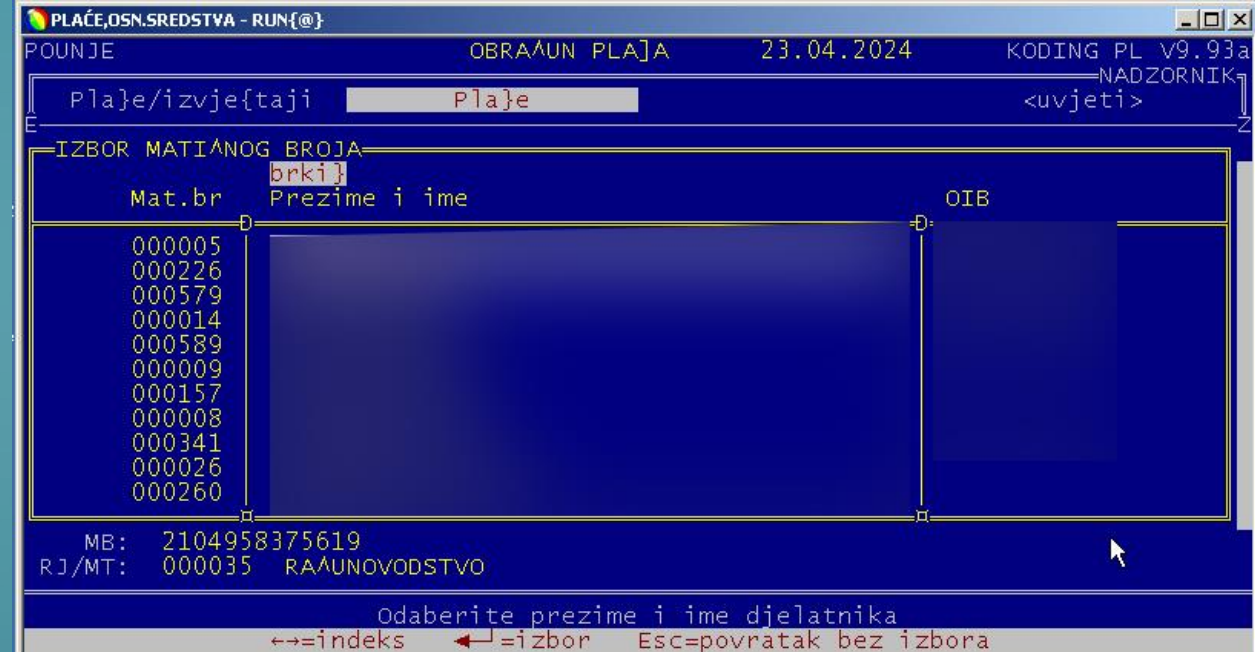 PLAĆE,OSN.SREDSTVA - RUN{@}
POUNJE OBRA^UN PLA]A 23.04.2024 KODING PL V9.93a
NADZORNIK
Pla}e/izvje{taji Pla}e <uvjeti>
IZBOR MATI^NOG BROJA
brki}
Mat.br Prezime i ime OIB
000005
000226
000579
000014
000589
000009
000157
000008
000341
000026
000260
MB: 2104958375619
RJ/MT: 000035 RA^UNOVODSTVO
Odaberite prezime i ime djelatnika
←→=indeks ◄─┘=izbor Esc=povratak bez izbora